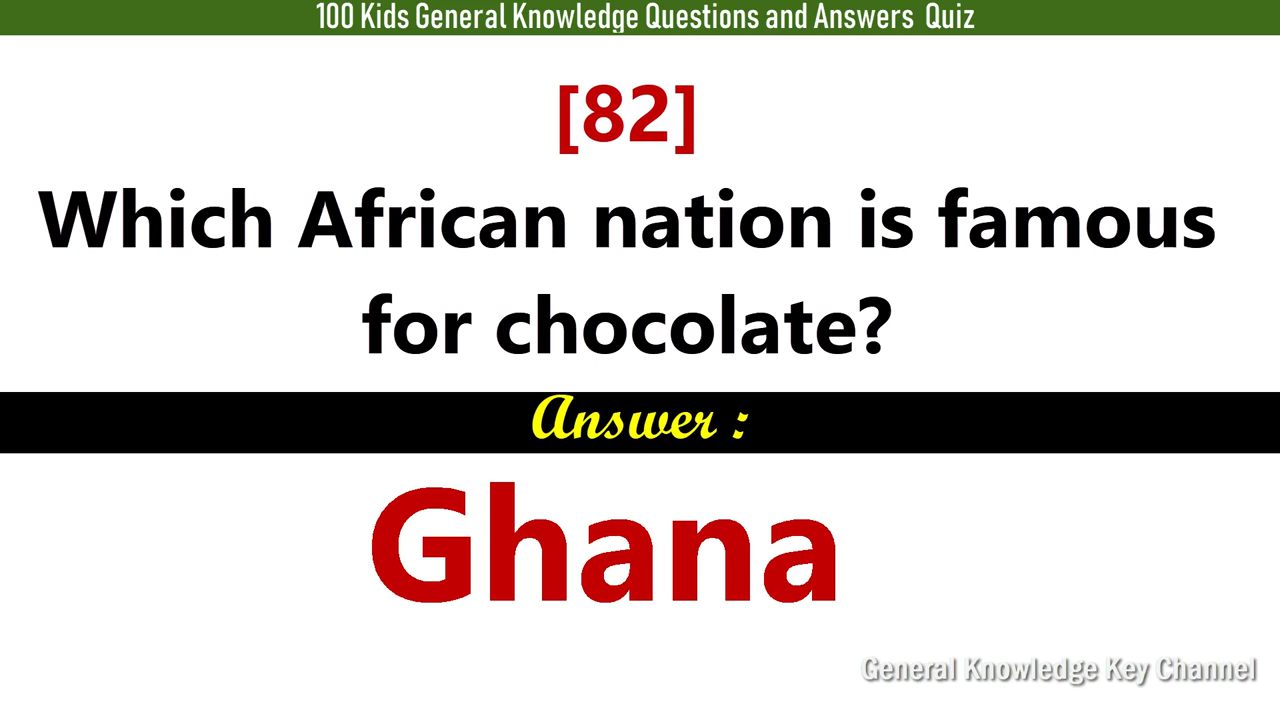 100 Kids General Knowledge Questions and Answers Quiz
[82]
Which African nation is famous
for chocolate?
Answer :
Ghana
General Knowledge Key Channel